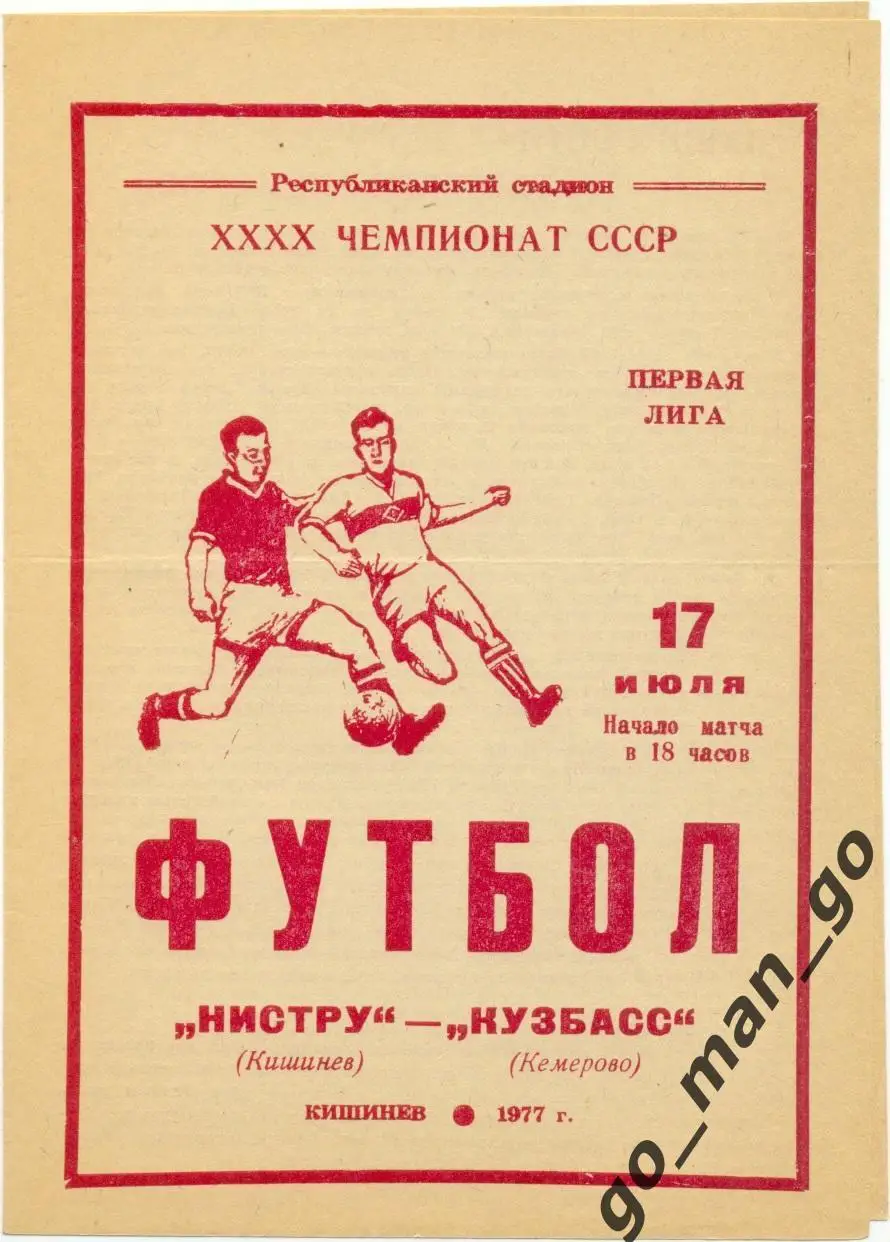 Республиканский стадион
XXXX ЧЕМПИОНАТ СССР
ПЕРВАЯ
ЛИГА
17
ИЮЛЯ
Начало матча
в 18 часов
ФУТБОЛ
„НИСТРУ“ — „КУЗБАСС“
(Кишинев) (Кемерово)
КИШИНЕВ ● 1977 г.
go_man_go